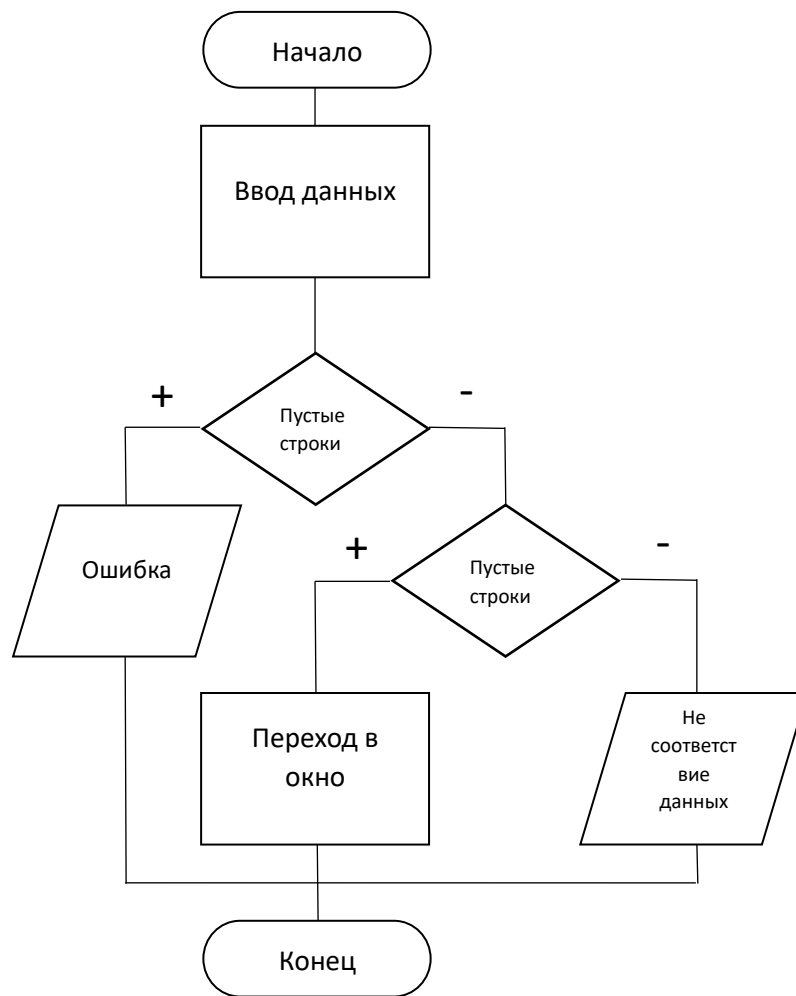 Начало
Ввод данных
+
-
Пустые
строки
Ошибка
+
-
Пустые
строки
Переход в
окно
Не
соответст
вие
данных
Конец